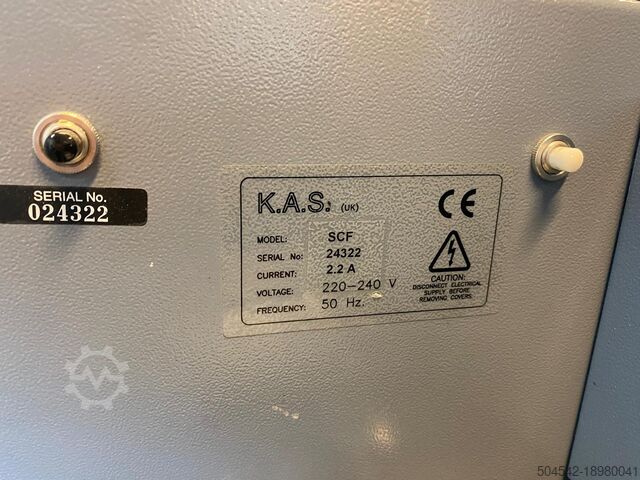 SERIAL No.
024322
K.A.S. (UK)
CE
MODEL: SCF
SERIAL No: 24322
CURRENT: 2.2 A
VOLTAGE: 220-240 V
FREQUENCY: 50 Hz.
CAUTION:
DISCONNECT ELECTRICAL
SUPPLY BEFORE
REMOVING COVERS.
504542-18980041